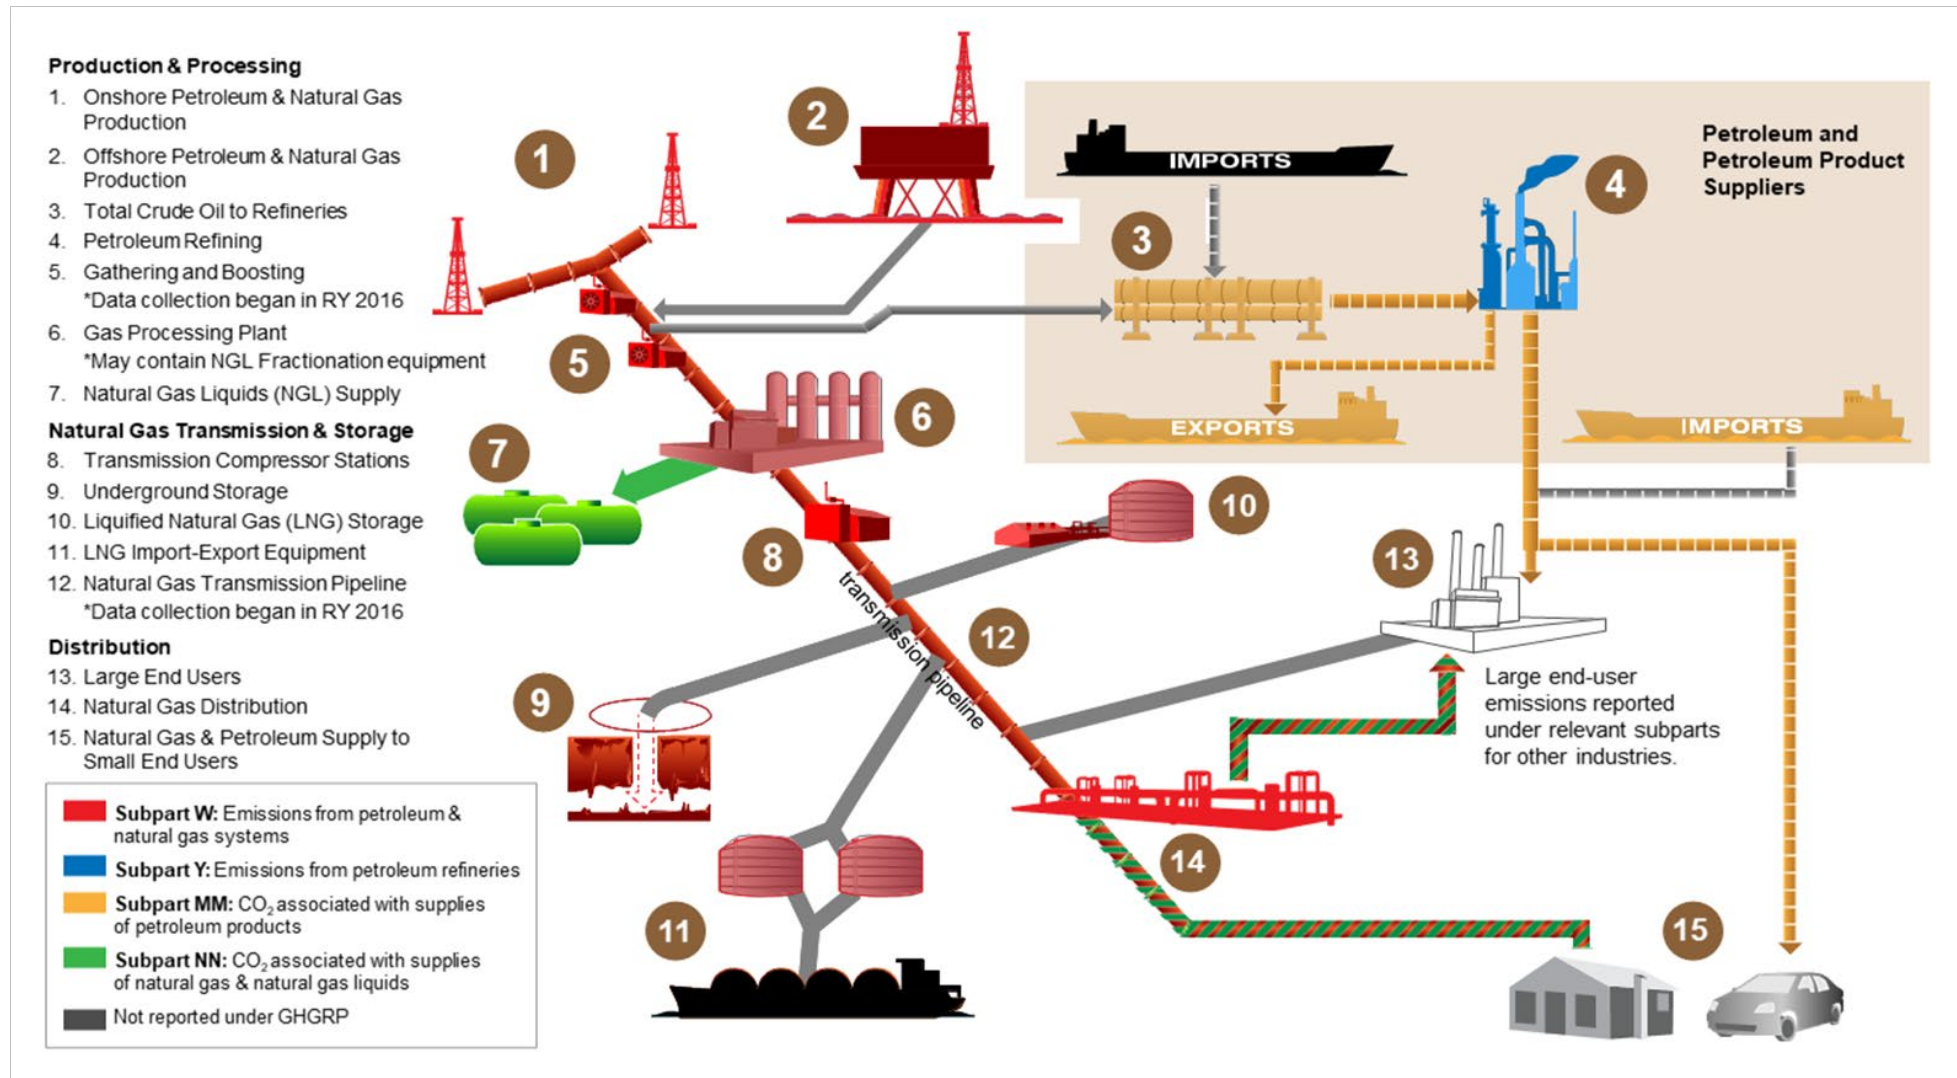 Production & Processing
1. Onshore Petroleum & Natural Gas
Production
2. Offshore Petroleum & Natural Gas
Production
3. Total Crude Oil to Refineries
4. Petroleum Refining
5. Gathering and Boosting
*Data collection began in RY 2016
6. Gas Processing Plant
*May contain NGL Fractionation equipment
7. Natural Gas Liquids (NGL) Supply
Natural Gas Transmission & Storage
8. Transmission Compressor Stations
9. Underground Storage
10. Liquified Natural Gas (LNG) Storage
11. LNG Import-Export Equipment
12. Natural Gas Transmission Pipeline
*Data collection began in RY 2016
Distribution
13. Large End Users
14. Natural Gas Distribution
15. Natural Gas & Petroleum Supply to
Small End Users
Subpart W: Emissions from petroleum &
natural gas systems
Subpart Y: Emissions from petroleum refineries
Subpart MM: CO₂ associated with supplies
of petroleum products
Subpart NN: CO₂ associated with supplies
of natural gas & natural gas liquids
Not reported under GHGRP
1
2
3
4
5
6
7
8
9
10
11
12
13
14
15
IMPORTS
Petroleum and
Petroleum Product
Suppliers
EXPORTS
IMPORTS
transmission pipeline
Large end-user
emissions reported
under relevant subparts
for other industries.